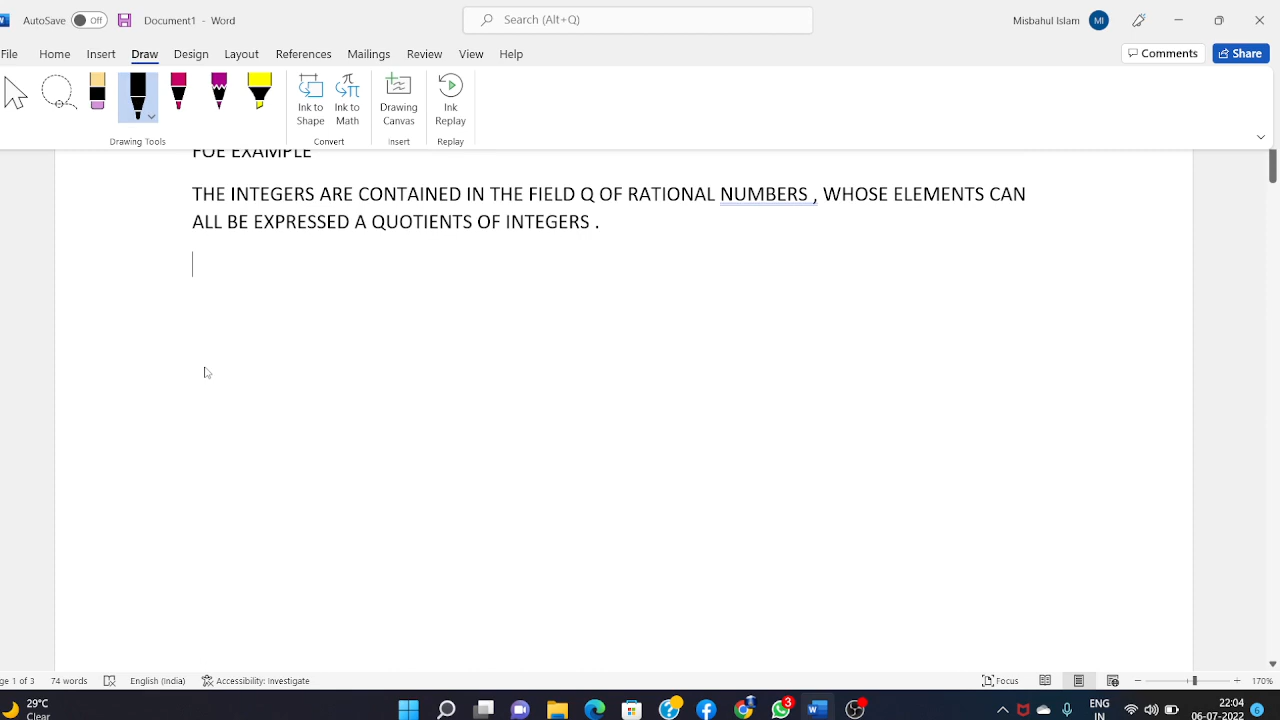 AutoSave Off Document1 - Word Search (Alt+Q) Misbahul Islam MI
File Home Insert Draw Design Layout References Mailings Review View Help Comments Share
Ink to Shape Ink to Math Drawing Canvas Ink Replay
Drawing Tools Convert Insert Replay
FOE EXAMPLE
THE INTEGERS ARE CONTAINED IN THE FIELD Q OF RATIONAL NUMBERS , WHOSE ELEMENTS CAN
ALL BE EXPRESSED A QUOTIENTS OF INTEGERS .
ge 1 of 3 74 words English (India) Accessibility: Investigate Focus 170%
29°C
Clear
3
ENG
IN
22:04
06-07-2022
6